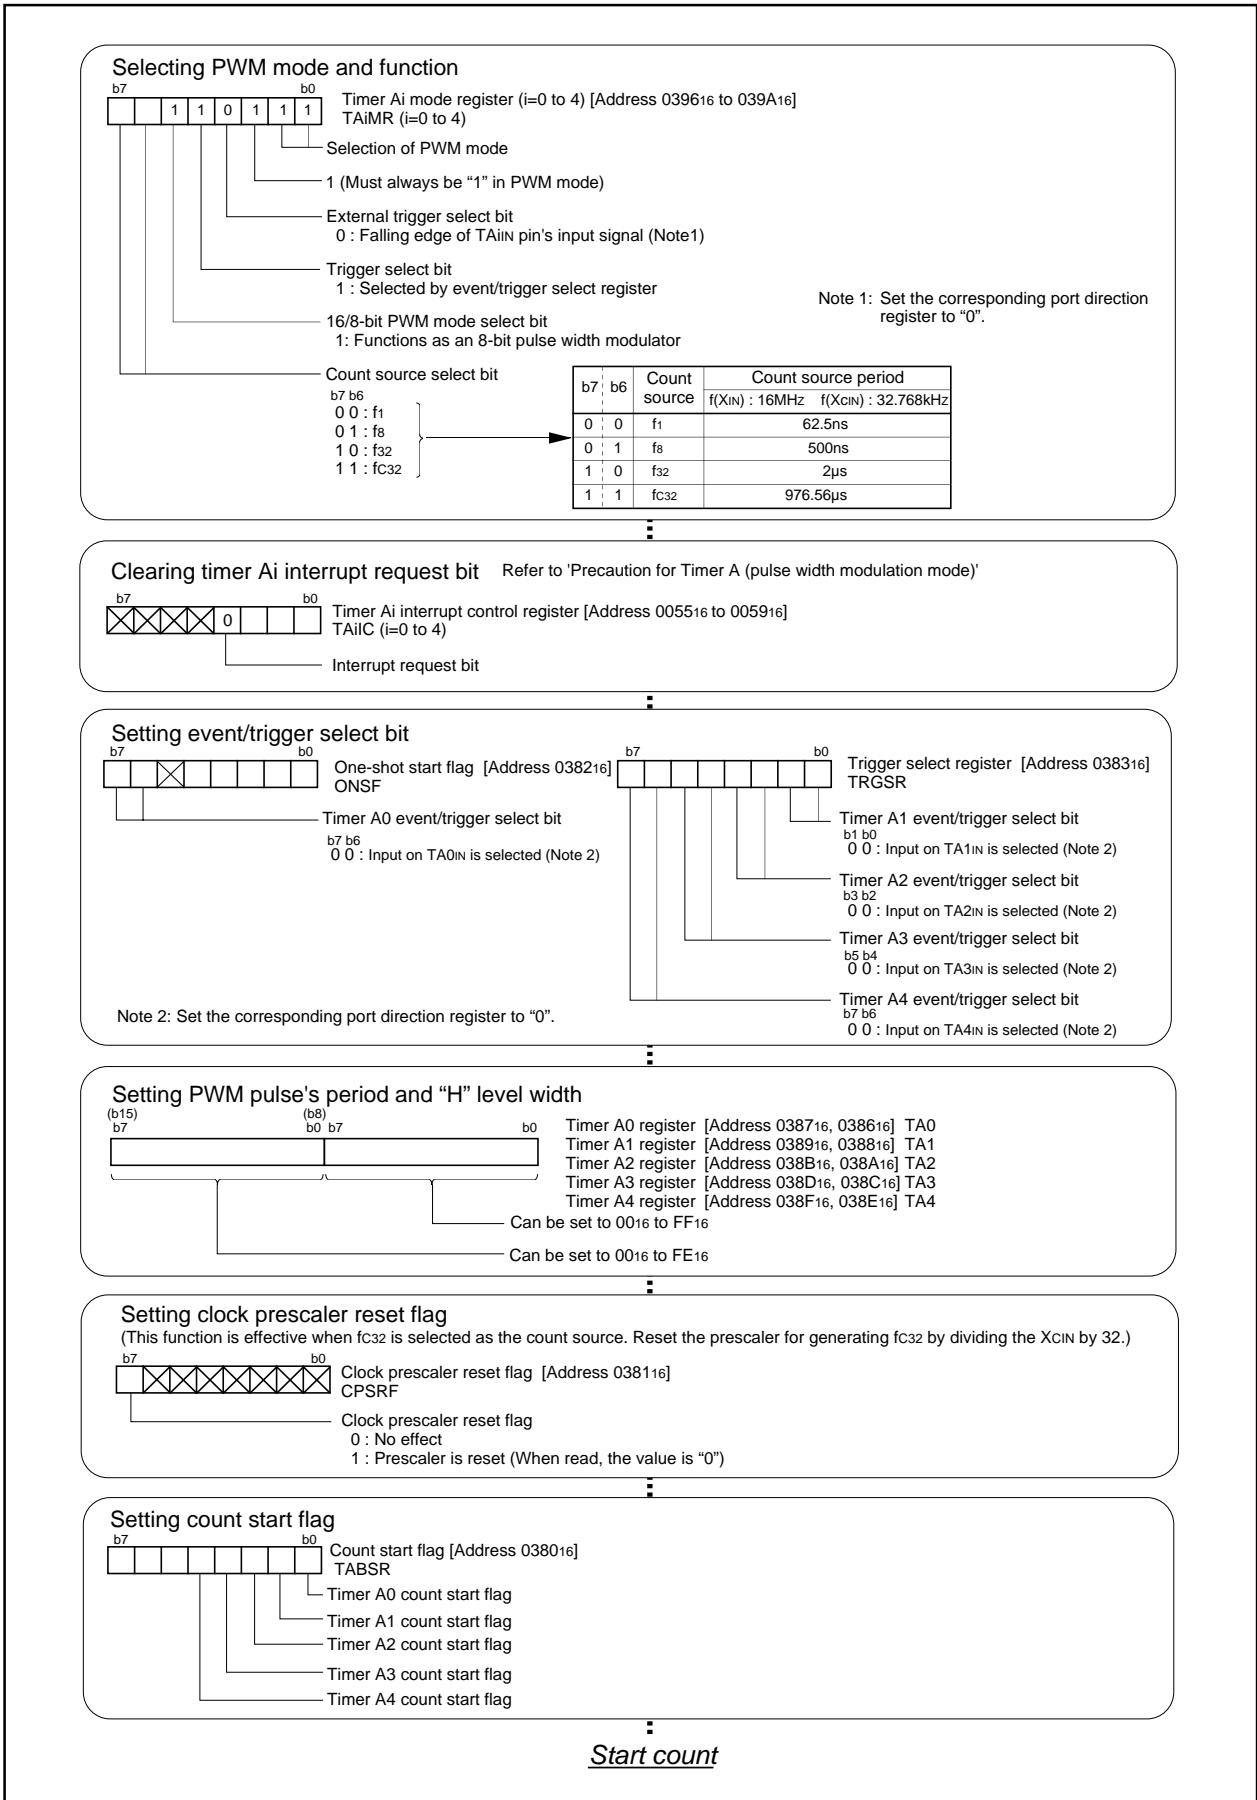 Selecting PWM mode and function
b7 b0
1 1 0 1 1 1
Timer Ai mode register (i=0 to 4) [Address 039616 to 039A16]
TAiMR (i=0 to 4)
Selection of PWM mode
1 (Must always be “1” in PWM mode)
External trigger select bit
0 : Falling edge of TAiIN pin's input signal (Note1)
Trigger select bit
1 : Selected by event/trigger select register
Note 1: Set the corresponding port direction
register to “0”.
16/8-bit PWM mode select bit
1: Functions as an 8-bit pulse width modulator
Count source select bit
b7 b6
0 0 : f1
0 1 : f8
1 0 : f32
1 1 : fC32
b7 b6 Count source Count source period
f(XIN) : 16MHz f(XCIN) : 32.768kHz
0 0 f1 62.5ns
0 1 f8 500ns
1 0 f32 2µs
1 1 fC32 976.56µs
Clearing timer Ai interrupt request bit Refer to 'Precaution for Timer A (pulse width modulation mode)'
b7 b0
0
Timer Ai interrupt control register [Address 005516 to 005916]
TAiIC (i=0 to 4)
Interrupt request bit
Setting event/trigger select bit
b7 b0
One-shot start flag [Address 038216]
ONSF
Timer A0 event/trigger select bit
b7 b6
0 0 : Input on TA0IN is selected (Note 2)
b7 b0
Trigger select register [Address 038316]
TRGSR
Timer A1 event/trigger select bit
b1 b0
0 0 : Input on TA1IN is selected (Note 2)
Timer A2 event/trigger select bit
b3 b2
0 0 : Input on TA2IN is selected (Note 2)
Timer A3 event/trigger select bit
b5 b4
0 0 : Input on TA3IN is selected (Note 2)
Timer A4 event/trigger select bit
b7 b6
0 0 : Input on TA4IN is selected (Note 2)
Note 2: Set the corresponding port direction register to “0”.
Setting PWM pulse's period and “H” level width
(b15) (b8)
b7 b0 b7 b0
Timer A0 register [Address 038716, 038616] TA0
Timer A1 register [Address 038916, 038816] TA1
Timer A2 register [Address 038B16, 038A16] TA2
Timer A3 register [Address 038D16, 038C16] TA3
Timer A4 register [Address 038F16, 038E16] TA4
Can be set to 0016 to FF16
Can be set to 0016 to FE16
Setting clock prescaler reset flag
(This function is effective when fC32 is selected as the count source. Reset the prescaler for generating fC32 by dividing the XCIN by 32.)
b7 b0
Clock prescaler reset flag [Address 038116]
CPSRF
Clock prescaler reset flag
0 : No effect
1 : Prescaler is reset (When read, the value is “0”)
Setting count start flag
b7 b0
Count start flag [Address 038016]
TABSR
Timer A0 count start flag
Timer A1 count start flag
Timer A2 count start flag
Timer A3 count start flag
Timer A4 count start flag
Start count